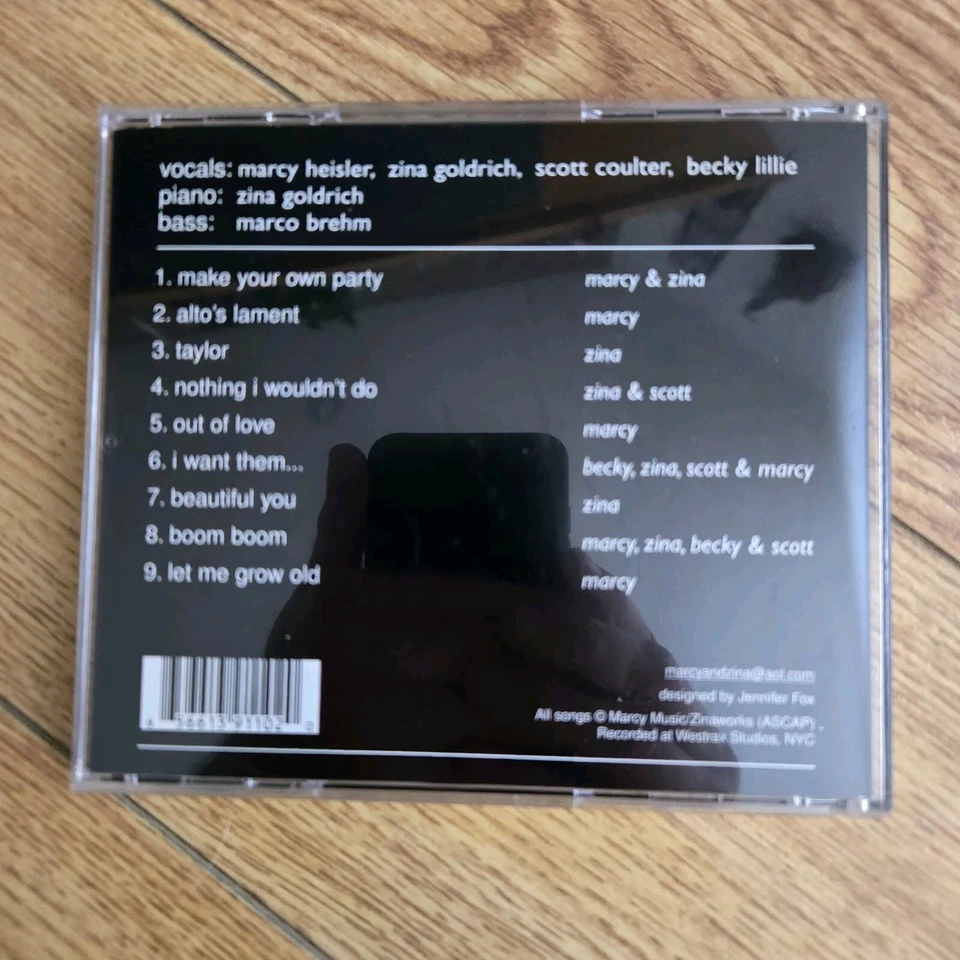 vocals: marcy heisler, zina goldrich, scott coulter, becky lillie
piano: zina goldrich
bass: marco brehm
1. make your own party marcy & zina
2. alto's lament marcy
3. taylor zina
4. nothing i wouldn't do zina & scott
5. out of love marcy
6. i want them... becky, zina, scott & marcy
7. beautiful you zina
8. boom boom marcy, zina, becky & scott
9. let me grow old marcy
marcyandzina@aol.com
designed by Jennifer Fox
All songs © Marcy Music/Zinaworks (ASCAP)
Recorded at Westrax Studios, NYC